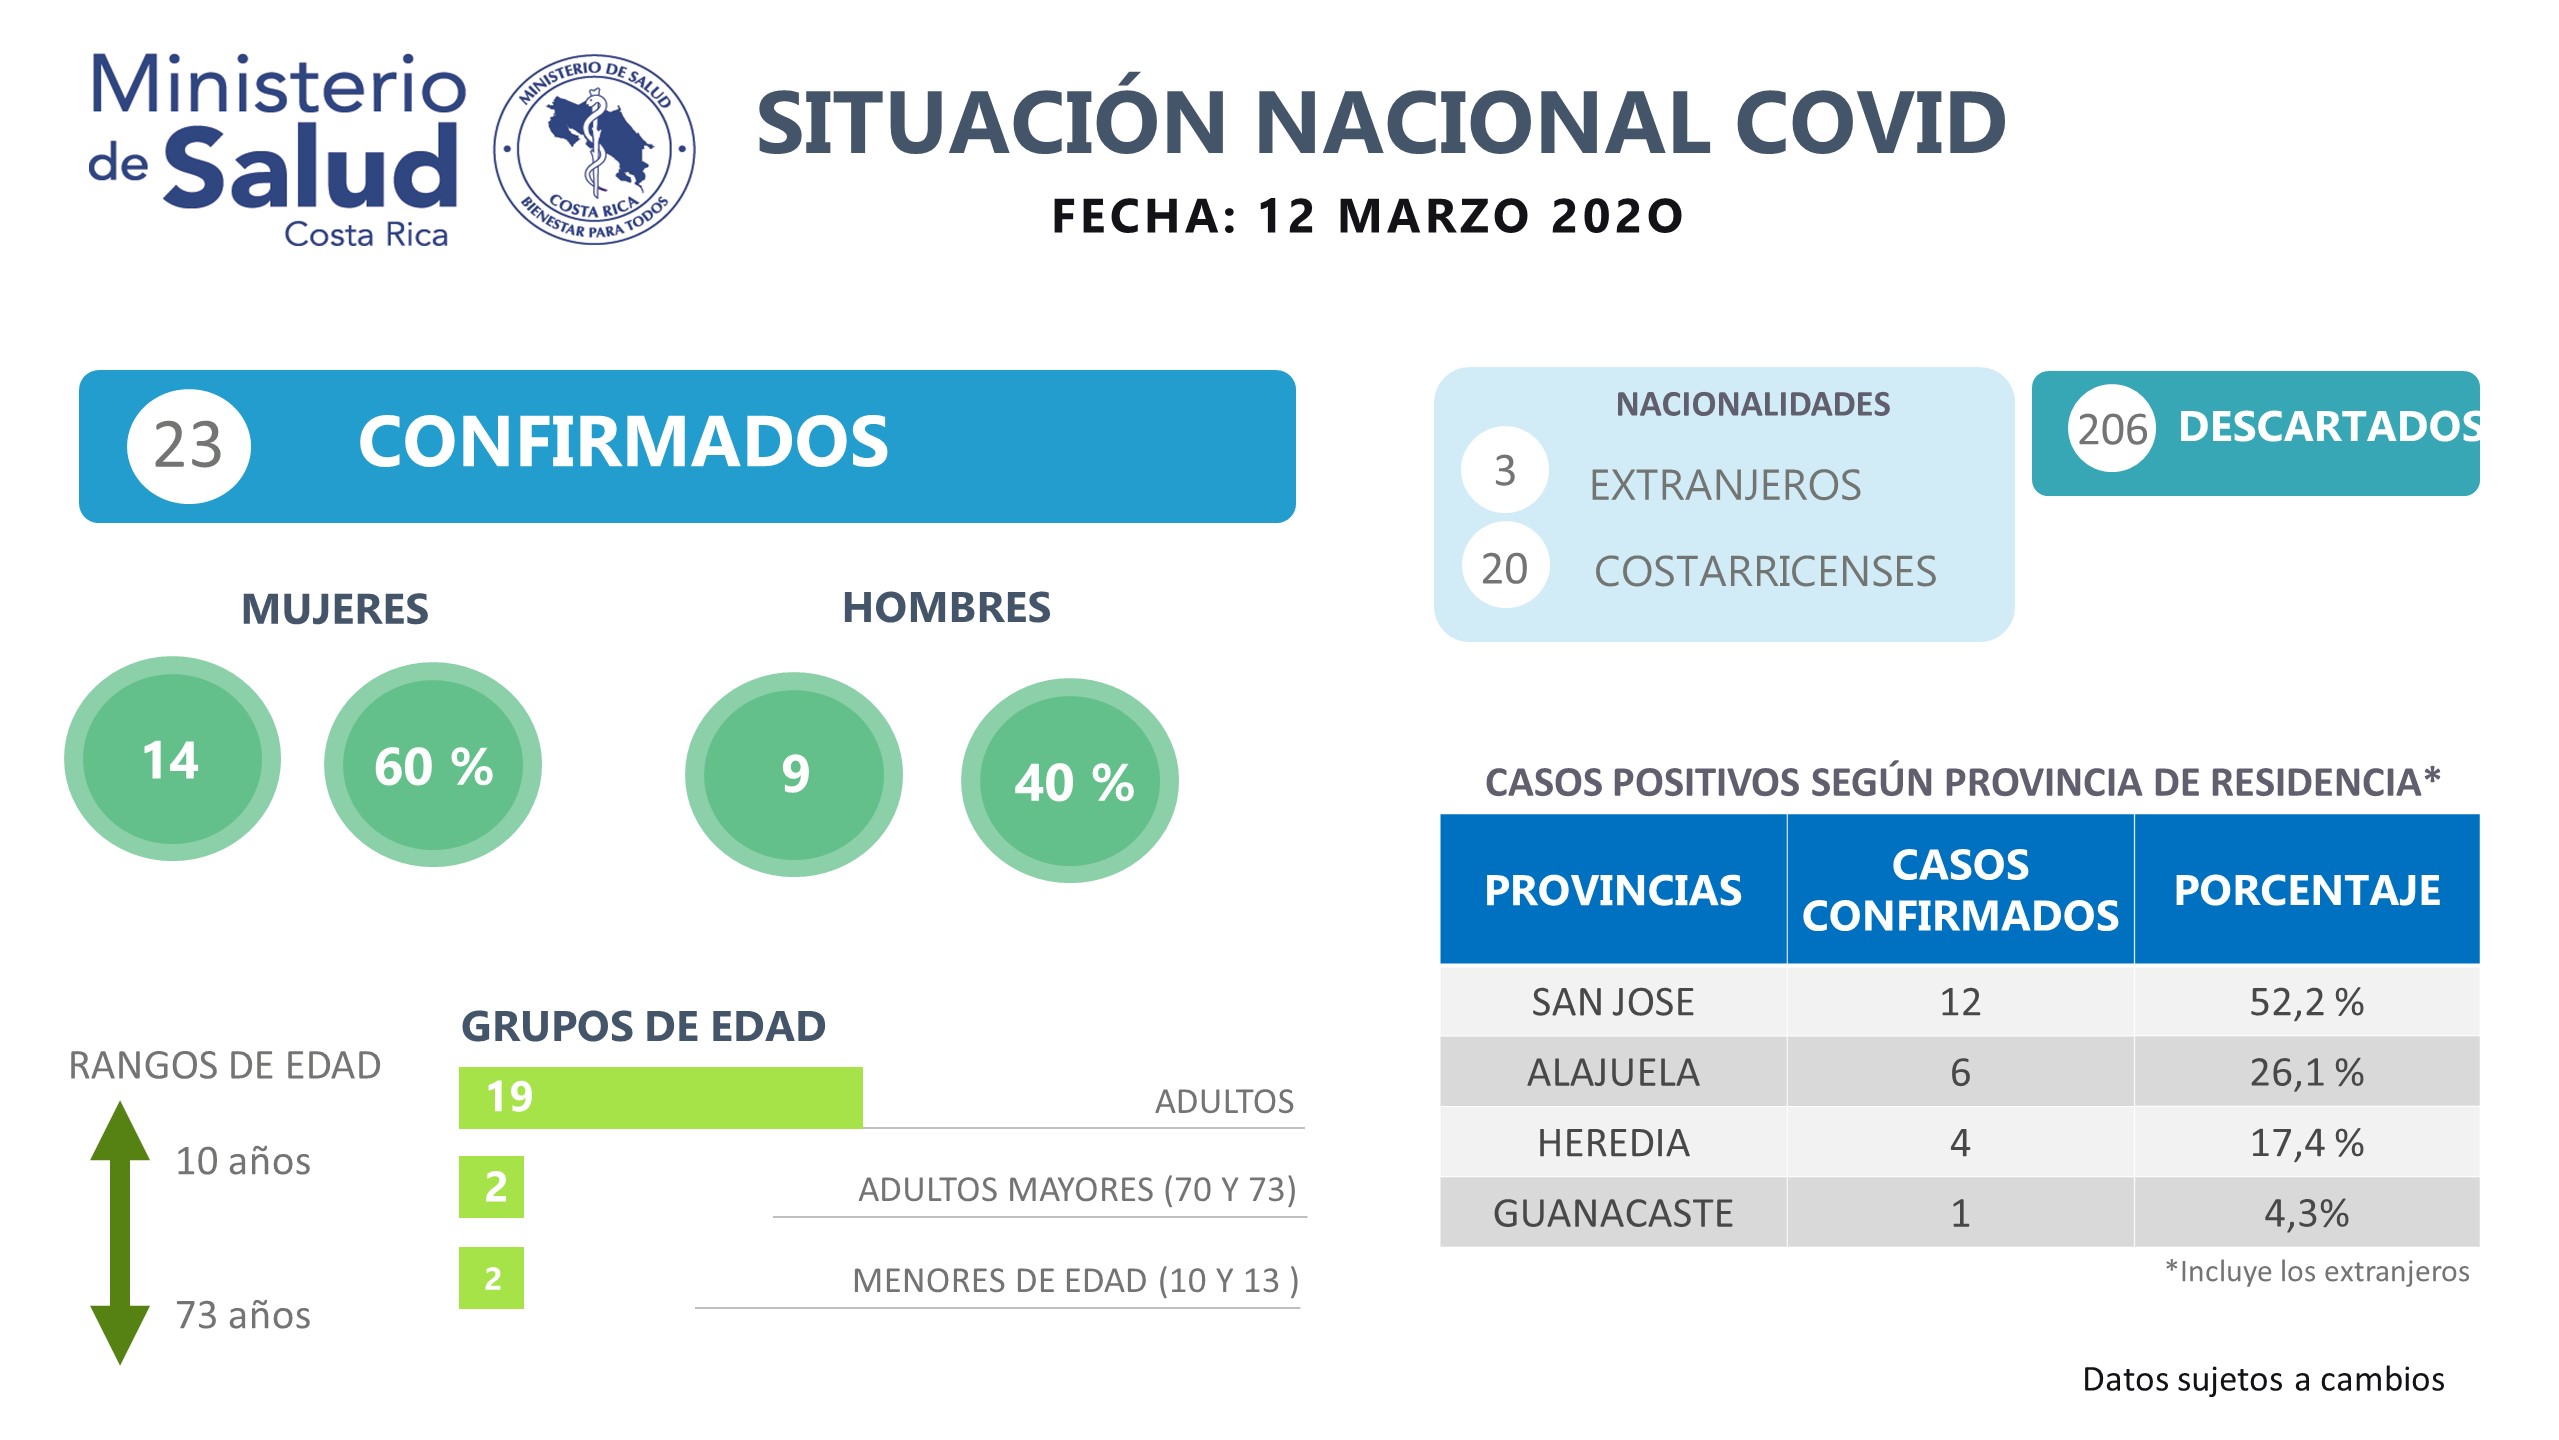 Ministerio
de Salud
Costa Rica
MINISTERIO DE SALUD
COSTA RICA
BIENESTAR PARA TODOS
SITUACIÓN NACIONAL COVID
FECHA: 12 MARZO 202O
23 CONFIRMADOS
MUJERES
14
60 %
HOMBRES
9
40 %
RANGOS DE EDAD
10 años
73 años
GRUPOS DE EDAD
19 ADULTOS
2 ADULTOS MAYORES (70 Y 73)
2 MENORES DE EDAD (10 Y 13 )
NACIONALIDADES
3 EXTRANJEROS
20 COSTARRICENSES
206 DESCARTADOS
CASOS POSITIVOS SEGÚN PROVINCIA DE RESIDENCIA*
PROVINCIAS CASOS CONFIRMADOS PORCENTAJE
SAN JOSE 12 52,2 %
ALAJUELA 6 26,1 %
HEREDIA 4 17,4 %
GUANACASTE 1 4,3%
*Incluye los extranjeros
Datos sujetos a cambios